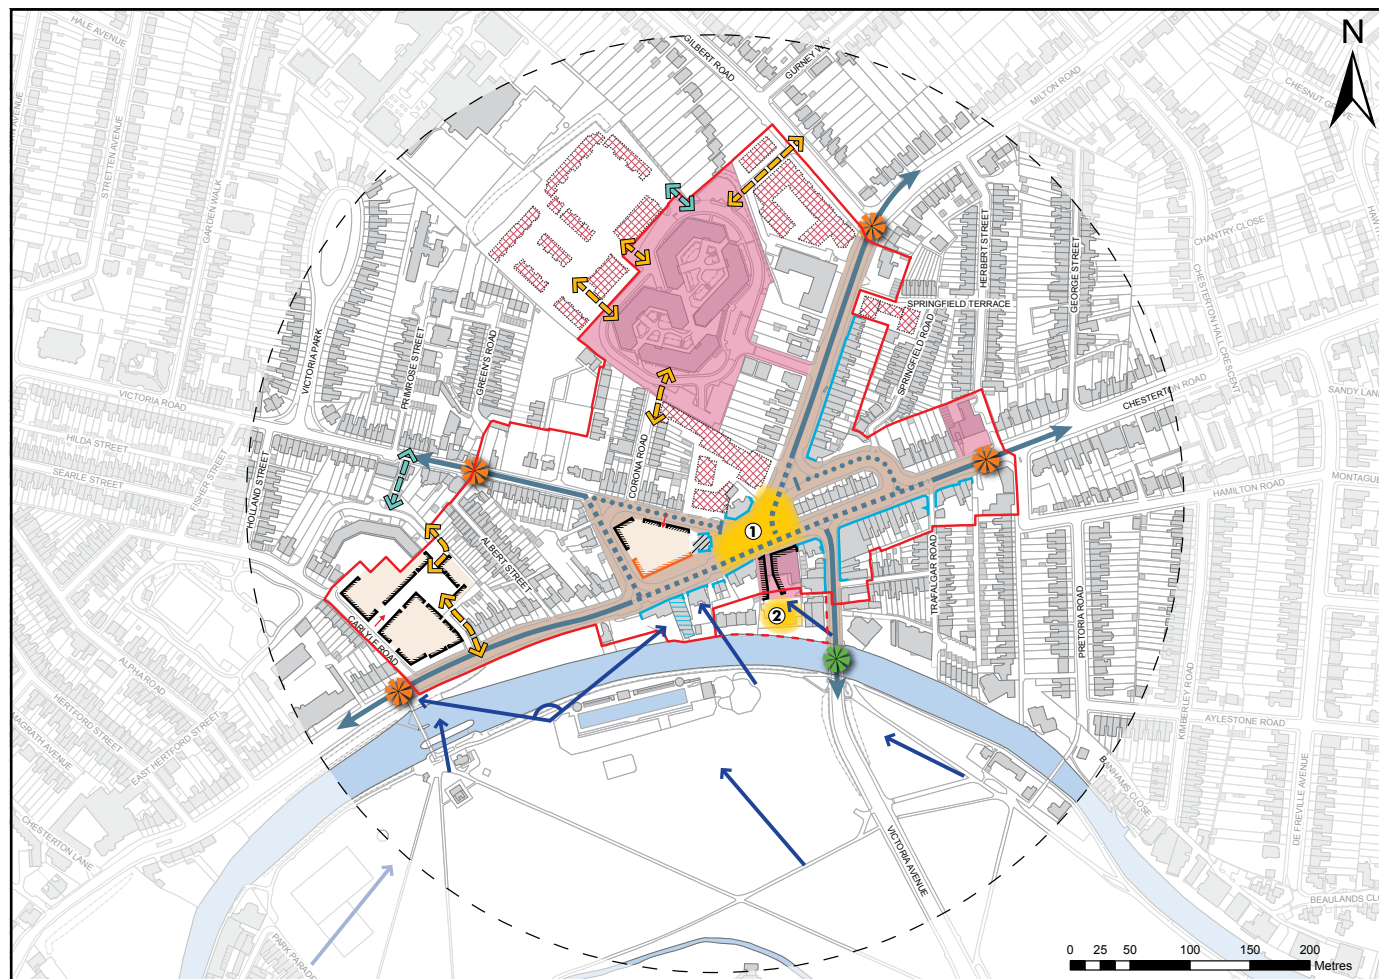 HALE AVENUE
STRETTEN AVENUE
GARDEN WALK
GILBERT ROAD
GURNEY WAY
MILTON ROAD
N
CHANTRY CLOSE
CHESTERTON HALL CRESCENT
HERBERT STREET
GEORGE STREET
SPRINGFIELD TERRACE
SPRINGFIELD ROAD
VICTORIA PARK
PRIMROSE STREET
GREEN'S ROAD
VICTORIA ROAD
HILDA STREET
SEARLE STREET
FISHER STREET
HOLLAND STREET
CORONA ROAD
ALBERT STREET
CARLYLE ROAD
CHESTERTON ROAD
SANDY LANE
MONTAGUE
HAMILTON ROAD
TRAFALGAR ROAD
PRETORIA ROAD
KIMBERLEY ROAD
AYLESTONE ROAD
1
2
ALPHA ROAD
HERTFORD STREET
MAGRATH AVENUE
EAST HERTFORD STREET
CHESTERTON LANE
PARK PARADE
VICTORIA AVENUE
BANHAMS CLOSE
DE FREVILLE AVENUE
BEAULANDS CLO
0 25 50 100 150 200
Metres